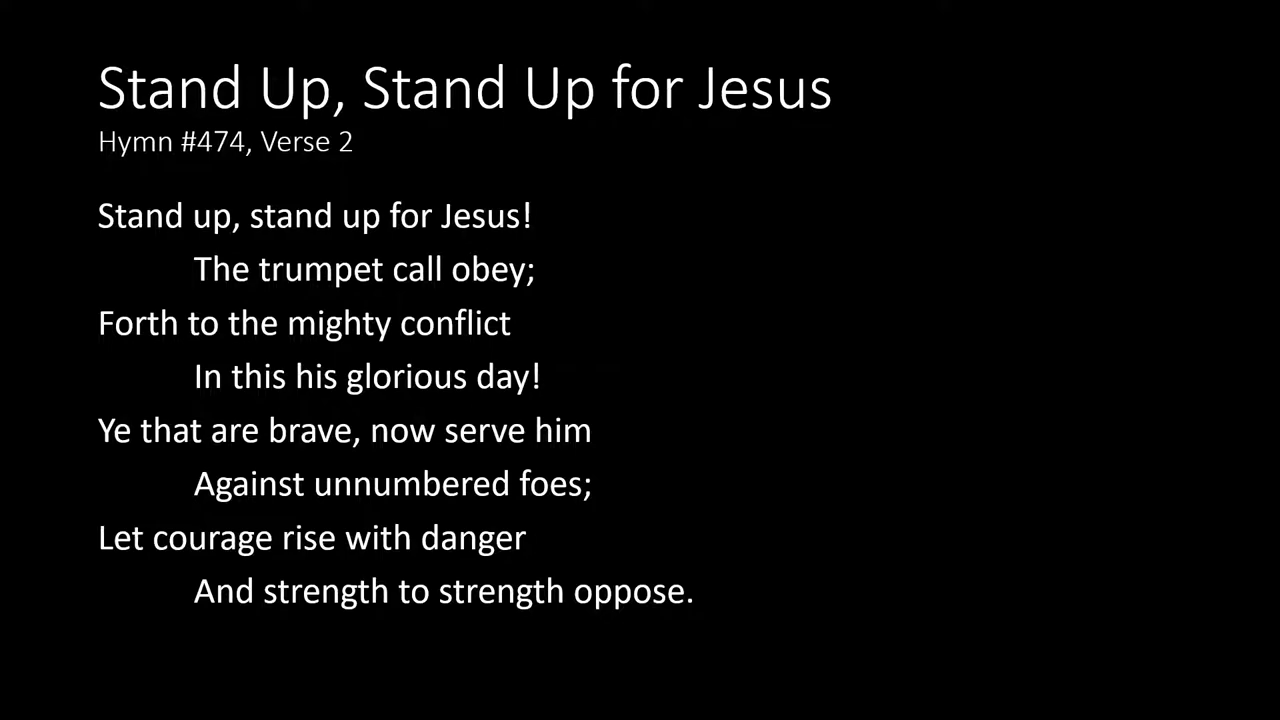 Stand Up, Stand Up for Jesus
Hymn #474, Verse 2
Stand up, stand up for Jesus!
The trumpet call obey;
Forth to the mighty conflict
In this his glorious day!
Ye that are brave, now serve him
Against unnumbered foes;
Let courage rise with danger
And strength to strength oppose.